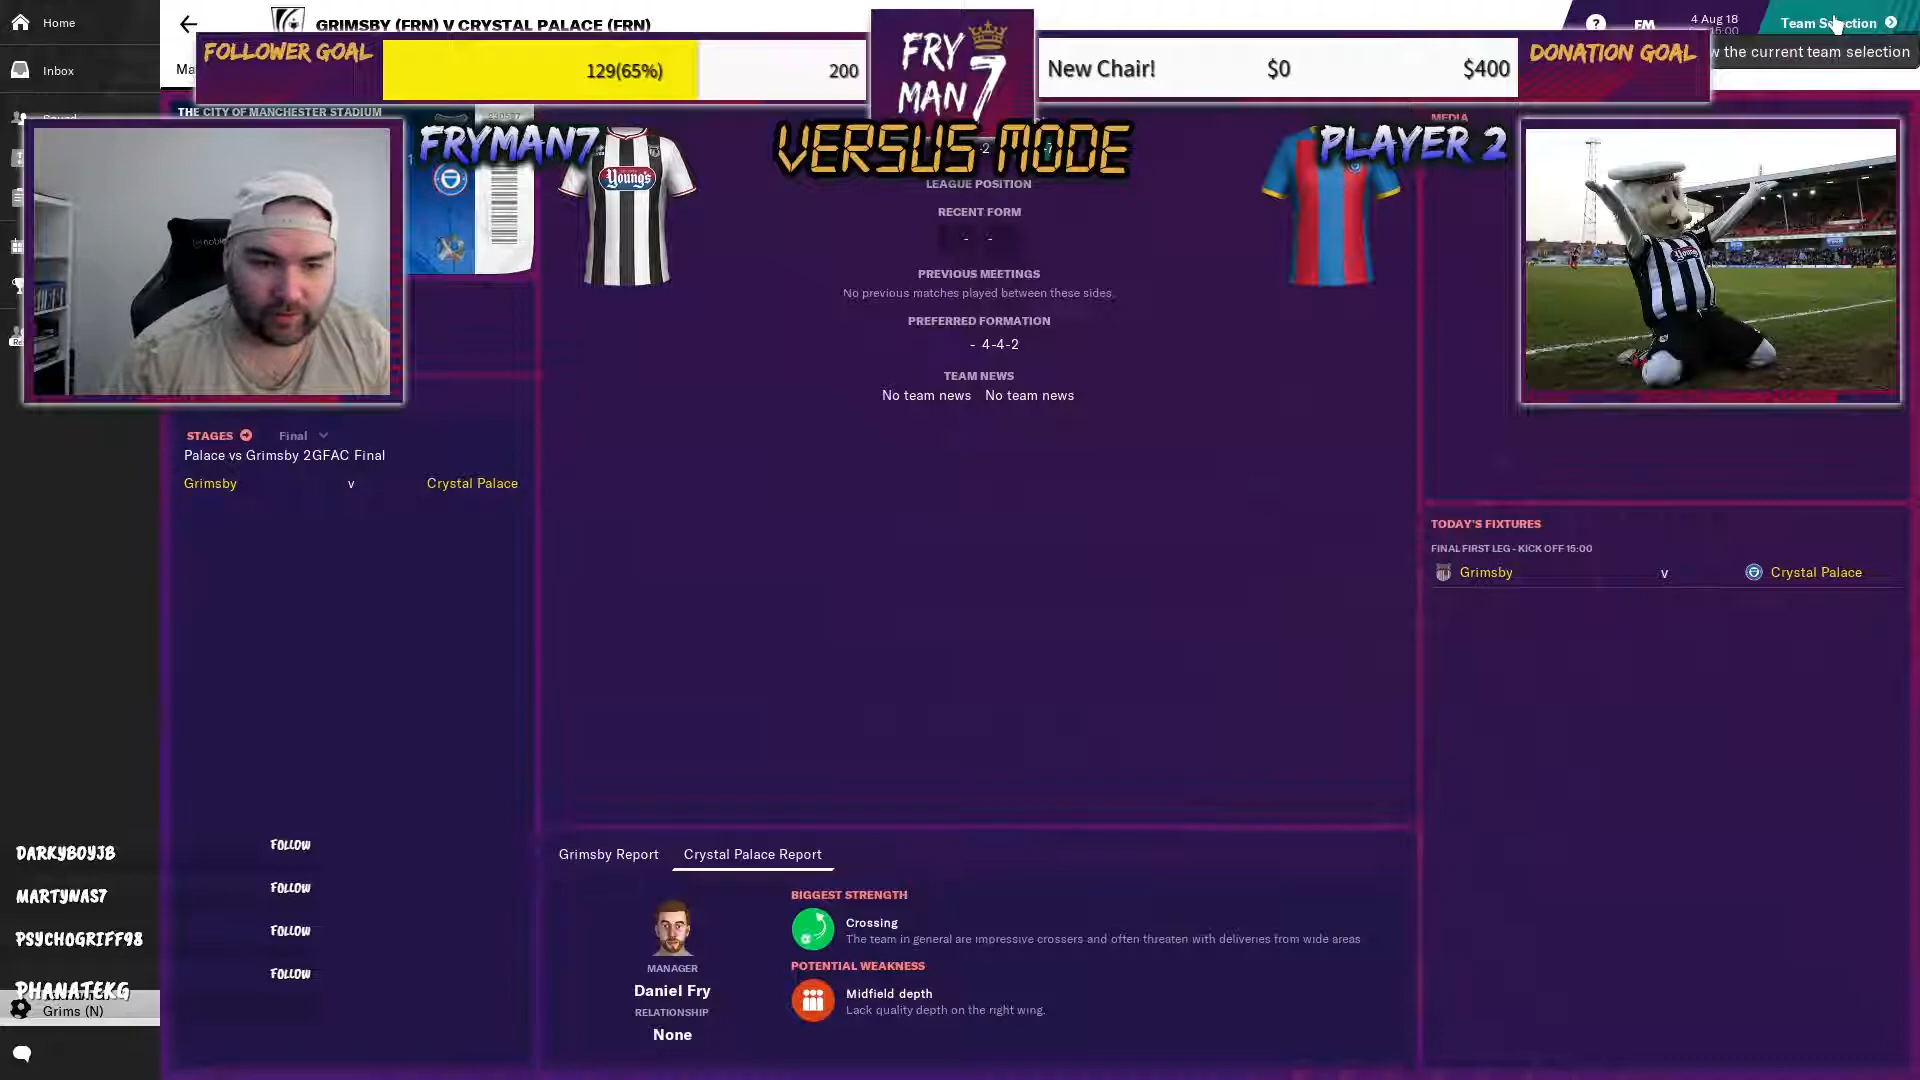 Home
GRIMSBY (FRN) V CRYSTAL PALACE (FRN)
FM
4 Aug 18
15:00
Team Selection
w the current team selection
Inbox
Ma
FOLLOWER GOAL
129(65%)
200
FRY
MAN 7
New Chair!
$0
$400
DONATION GOAL
THE CITY OF MANCHESTER STADIUM
Squad
FRYMAN7
VERSUS MODE
PLAYER 2
MEDIA
Young's
LEAGUE POSITION
RECENT FORM
- -
PREVIOUS MEETINGS
No previous matches played between these sides.
PREFERRED FORMATION
- 4-4-2
TEAM NEWS
No team news No team news
STAGES Final
Palace vs Grimsby 2GFAC Final
Grimsby v Crystal Palace
TODAY'S FIXTURES
FINAL FIRST LEG - KICK OFF 15:00
Grimsby v Crystal Palace
DARKYBOYJB FOLLOW
MARTYNAS7 FOLLOW
PSYCHOGRIFF98 FOLLOW
PHANATEKG FOLLOW
Grims (N)
Grimsby Report Crystal Palace Report
MANAGER
Daniel Fry
RELATIONSHIP
None
BIGGEST STRENGTH
Crossing
The team in general are impressive crossers and often threaten with deliveries from wide areas
POTENTIAL WEAKNESS
Midfield depth
Lack quality depth on the right wing.